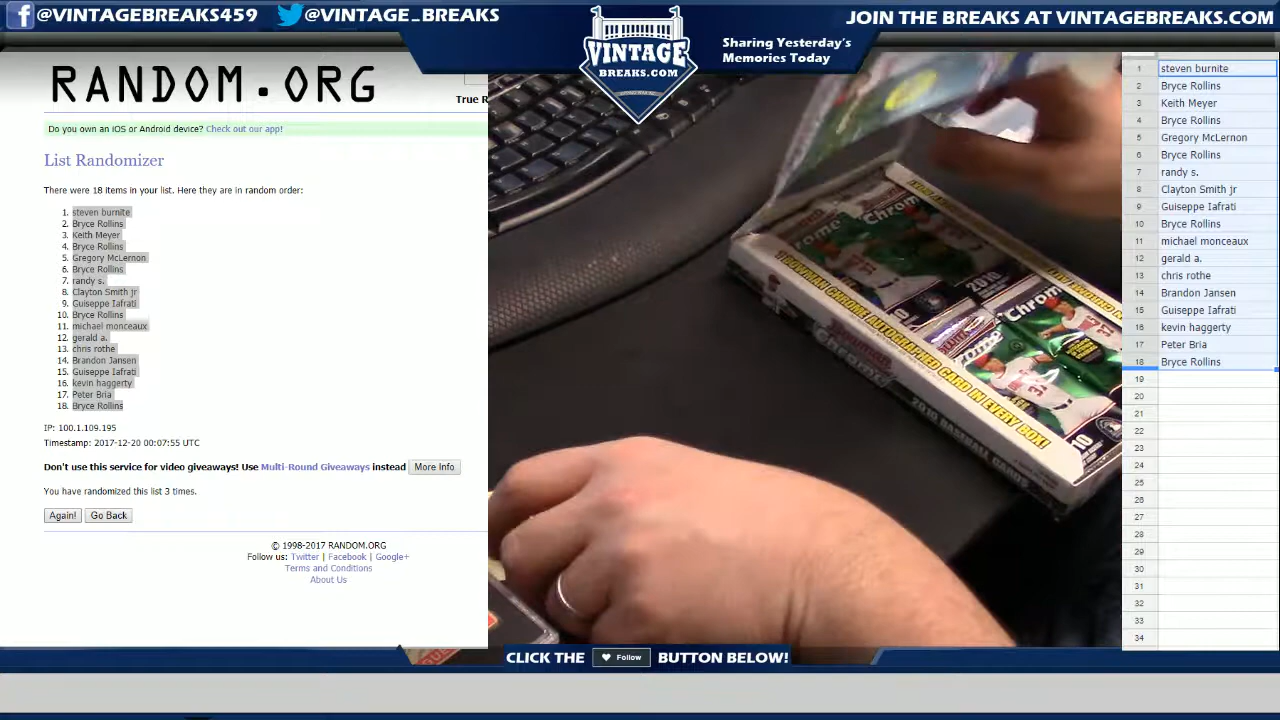 @VINTAGEBREAKS459
@VINTAGE_BREAKS
VINTAGE
BREAKS.COM
Sharing Yesterday's
Memories Today
JOIN THE BREAKS AT VINTAGEBREAKS.COM
RANDOM.ORG
True R
Do you own an iOS or Android device? Check out our app!
List Randomizer
There were 18 items in your list. Here they are in random order:
1. steven burnite
2. Bryce Rollins
3. Keith Meyer
4. Bryce Rollins
5. Gregory McLernon
6. Bryce Rollins
7. randy s.
8. Clayton Smith jr
9. Guiseppe Iafrati
10. Bryce Rollins
11. michael monceaux
12. gerald a.
13. chris rothe
14. Brandon Jansen
15. Guiseppe Iafrati
16. kevin haggerty
17. Peter Bria
18. Bryce Rollins
IP: 100.1.109.195
Timestamp: 2017-12-20 00:07:55 UTC
Don't use this service for video giveaways! Use Multi-Round Giveaways instead More Info
You have randomized this list 3 times.
Again! Go Back
© 1998-2017 RANDOM.ORG
Follow us: Twitter | Facebook | Google+
Terms and Conditions
About Us
Chrome
2010
BOWMAN CHROME AUTOGRAPHED CARD IN EVERY BOX!
Chrome
2010 BASEBALL CARDS
1 steven burnite
2 Bryce Rollins
3 Keith Meyer
4 Bryce Rollins
5 Gregory McLernon
6 Bryce Rollins
7 randy s.
8 Clayton Smith jr
9 Guiseppe Iafrati
10 Bryce Rollins
11 michael monceaux
12 gerald a.
13 chris rothe
14 Brandon Jansen
15 Guiseppe Iafrati
16 kevin haggerty
17 Peter Bria
18 Bryce Rollins
19
20
21
22
23
24
25
26
27
28
29
30
31
32
33
34
CLICK THE Follow BUTTON BELOW!